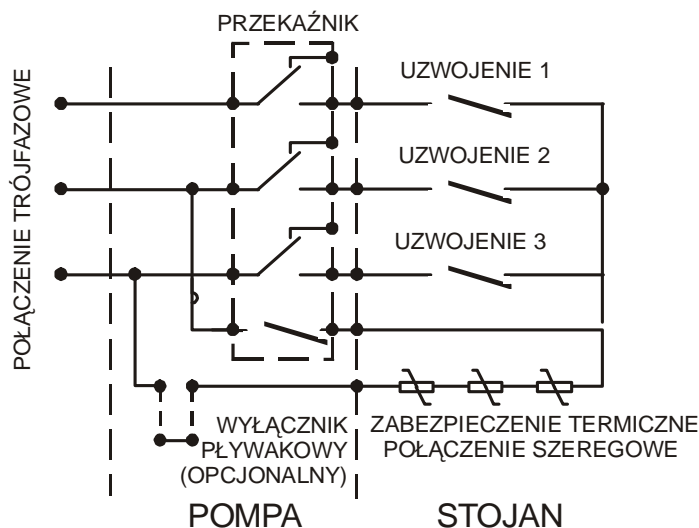 PRZEKAŹNIK
POŁĄCZENIE TRÓJFAZOWE
UZWOJENIE 1
UZWOJENIE 2
UZWOJENIE 3
WYŁĄCZNIK
PŁYWAKOWY
(OPCJONALNY)
ZABEZPIECZENIE TERMICZNE
POŁĄCZENIE SZEREGOWE
POMPA
STOJAN